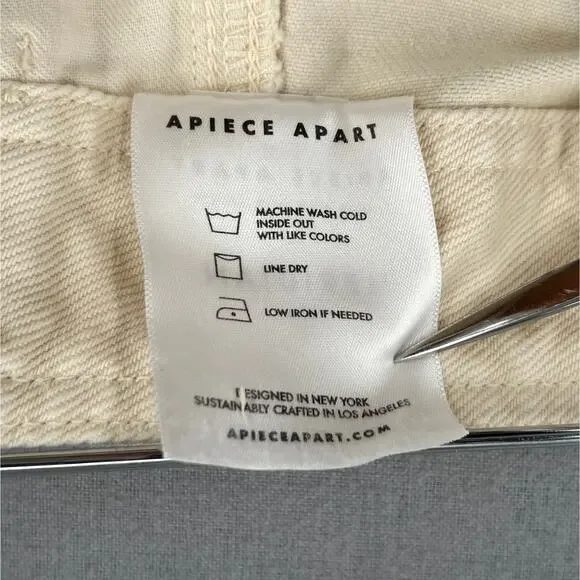 APIECE APART
MACHINE WASH COLD
INSIDE OUT
WITH LIKE COLORS
LINE DRY
LOW IRON IF NEEDED
DESIGNED IN NEW YORK
SUSTAINABLY CRAFTED IN LOS ANGELES
APIECEAPART.COM